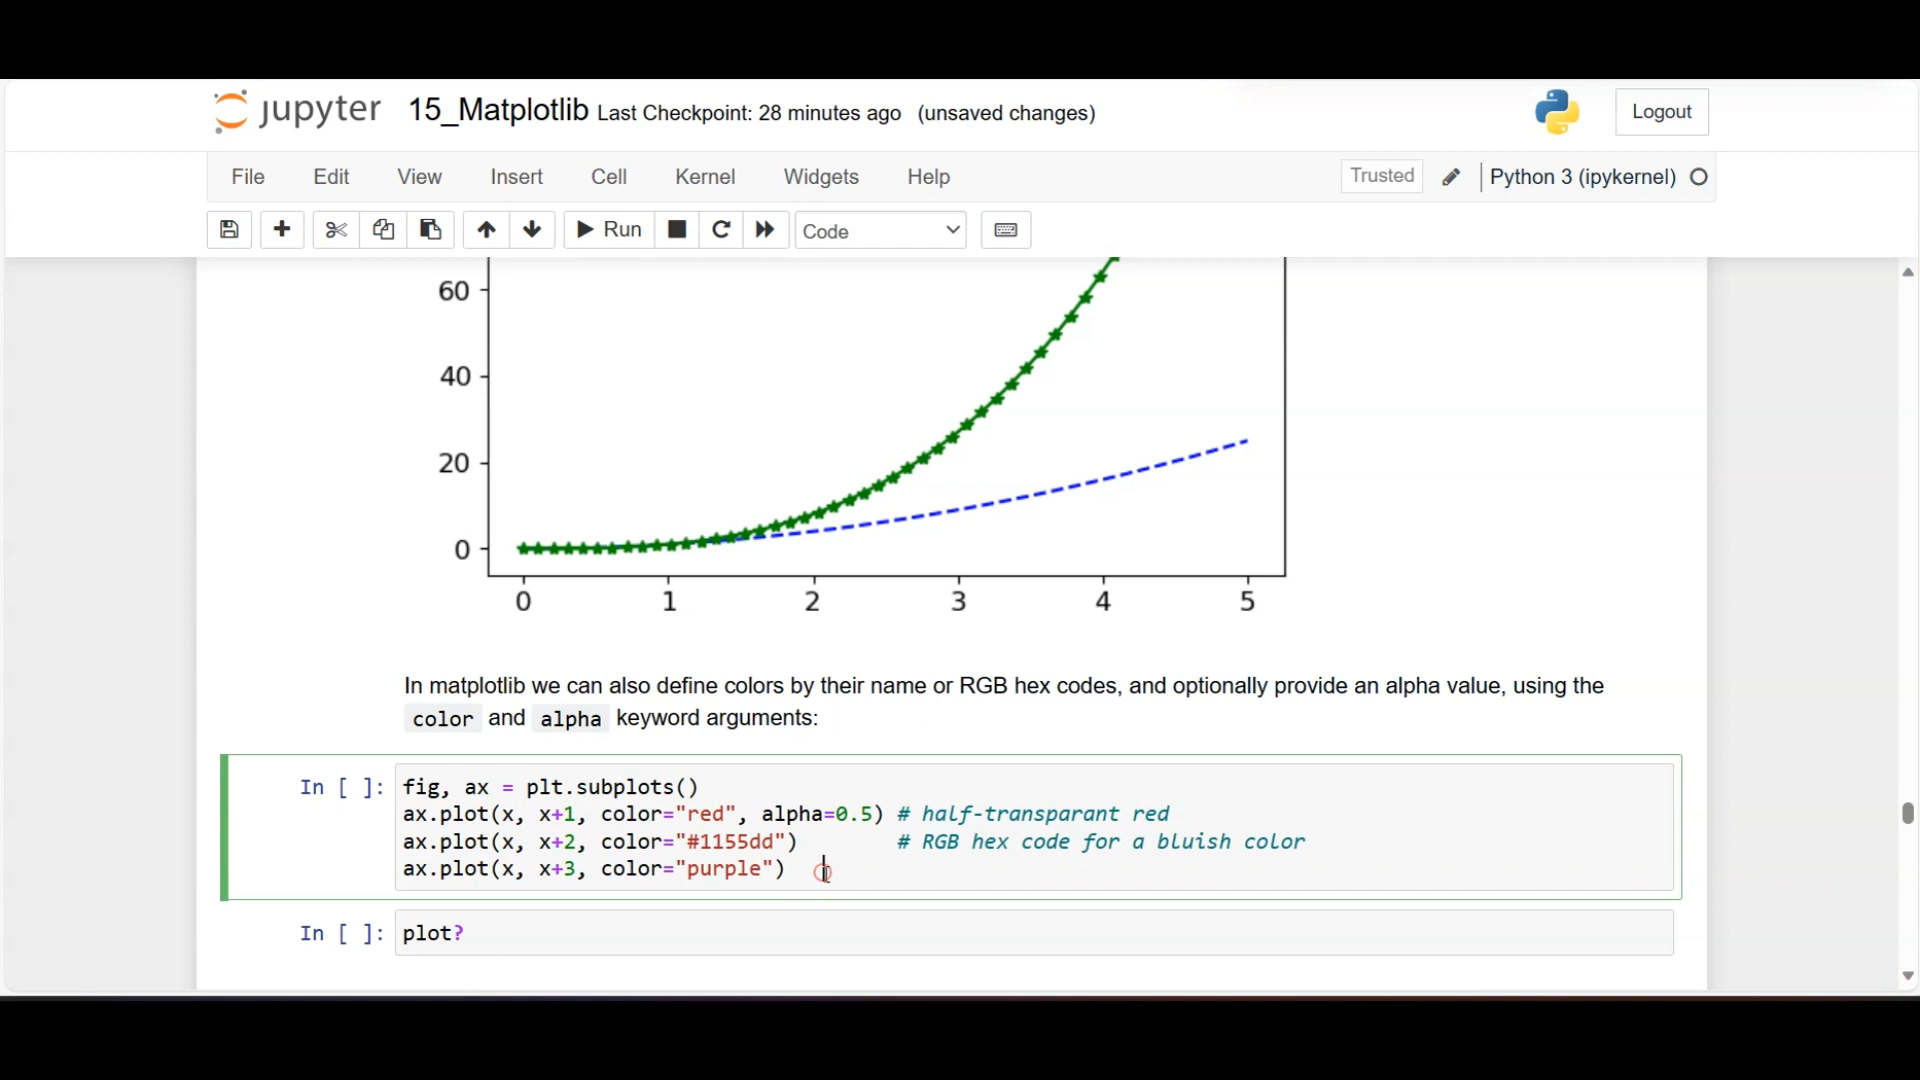 jupyter 15_Matplotlib Last Checkpoint: 28 minutes ago (unsaved changes) Logout
File Edit View Insert Cell Kernel Widgets Help Trusted Python 3 (ipykernel)
Run Code
60
40
20
0
0 1 2 3 4 5
In matplotlib we can also define colors by their name or RGB hex codes, and optionally provide an alpha value, using the
color and alpha keyword arguments:
In [ ]: fig, ax = plt.subplots()
ax.plot(x, x+1, color="red", alpha=0.5) # half-transparant red
ax.plot(x, x+2, color="#1155dd") # RGB hex code for a bluish color
ax.plot(x, x+3, color="purple")
In [ ]: plot?